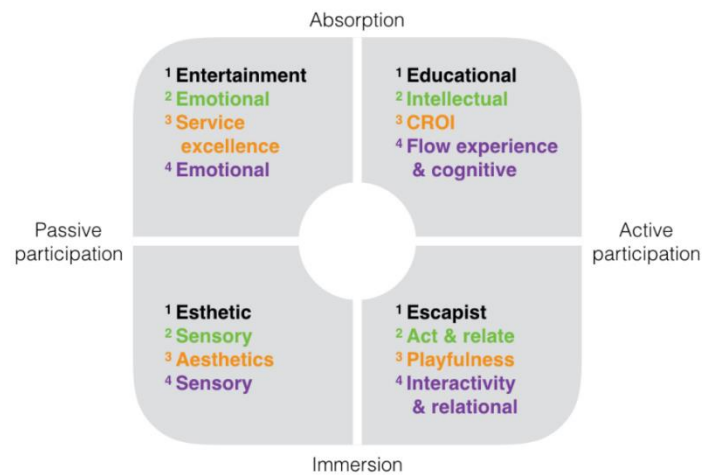 Absorption
¹ Entertainment
² Emotional
³ Service
excellence
⁴ Emotional
¹ Educational
² Intellectual
³ CROI
⁴ Flow experience
& cognitive
Passive
participation
Active
participation
¹ Esthetic
² Sensory
³ Aesthetics
⁴ Sensory
¹ Escapist
² Act & relate
³ Playfulness
⁴ Interactivity
& relational
Immersion